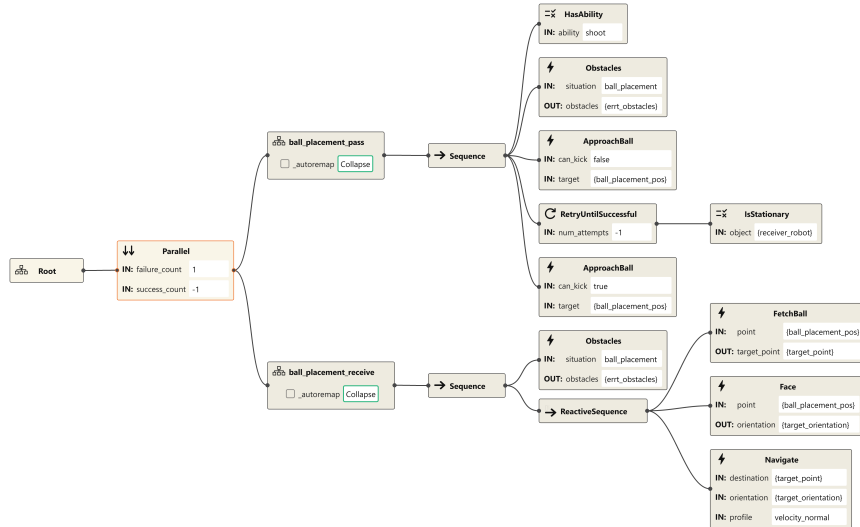 Root
Parallel
IN: failure_count 1
IN: success_count -1
ball_placement_pass
_autoremap Collapse
Sequence
HasAbility
IN: ability shoot
Obstacles
IN: situation ball_placement
OUT: obstacles {errt_obstacles}
ApproachBall
IN: can_kick false
IN: target {ball_placement_pos}
RetryUntilSuccessful
IN: num_attempts -1
IsStationary
IN: object {receiver_robot}
ApproachBall
IN: can_kick true
IN: target {ball_placement_pos}
ball_placement_receive
_autoremap Collapse
Sequence
Obstacles
IN: situation ball_placement
OUT: obstacles {errt_obstacles}
ReactiveSequence
FetchBall
IN: point {ball_placement_pos}
OUT: target_point {target_point}
Face
IN: point {ball_placement_pos}
OUT: orientation {target_orientation}
Navigate
IN: destination {target_point}
IN: orientation {target_orientation}
IN: profile velocity_normal